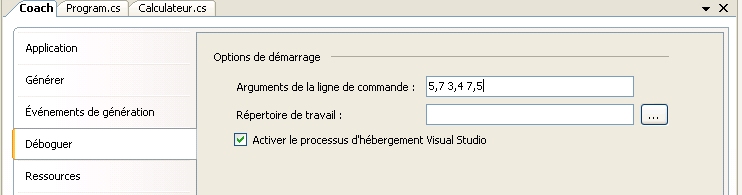 Coach Program.cs Calculateur.cs
Application
Options de démarrage
Générer
Arguments de la ligne de commande : 5,7 3,4 7,5
Événements de génération
Répertoire de travail : ...
Déboguer
Activer le processus d'hébergement Visual Studio
Ressources